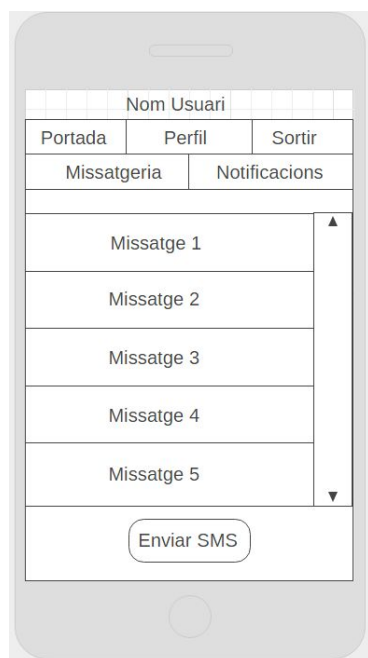 Nom Usuari
Portada Perfil Sortir
Missatgeria Notificacions
Missatge 1
Missatge 2
Missatge 3
Missatge 4
Missatge 5
Enviar SMS